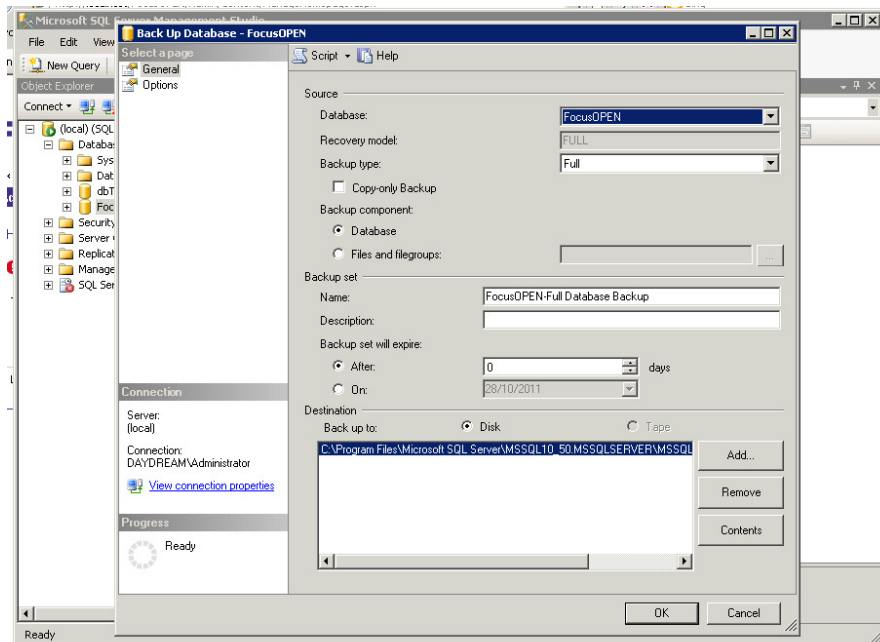 Microsoft SQL Server Management Studio
File Edit View
New Query
Object Explorer
Connect
(local) (SQL
Databas
Sys
Dat
dbT
Foc
Security
Server
Replicat
Manage
SQL Ser
Ready
Back Up Database - FocusOPEN
Select a page
General
Options
Script Help
Source
Database: FocusOPEN
Recovery model: FULL
Backup type: Full
Copy-only Backup
Backup component:
Database
Files and filegroups:
...
Backup set
Name: FocusOPEN-Full Database Backup
Description:
Backup set will expire:
After: 0 days
On: 28/10/2011
Destination
Back up to: Disk Tape
C:\Program Files\Microsoft SQL Server\MSSQL10_50.MSSQLSERVER\MSSQL
Add...
Remove
Contents
Connection
Server:
(local)
Connection:
DAYDREAM\Administrator
View connection properties
Progress
Ready
OK Cancel